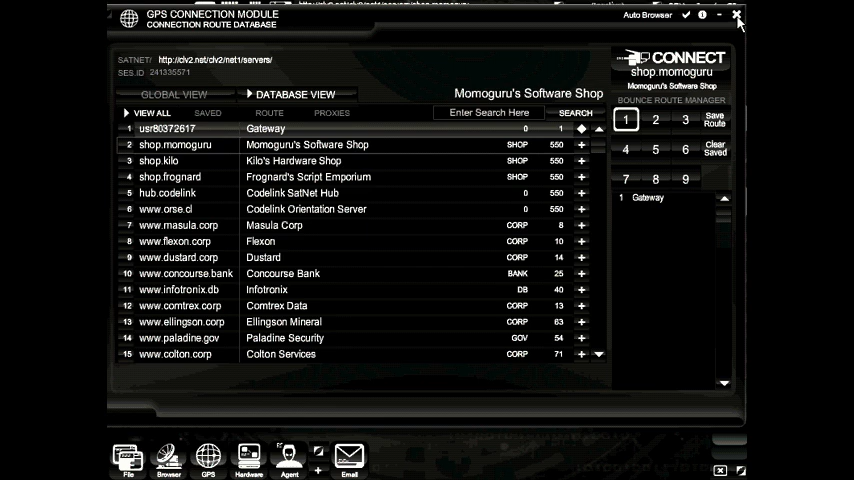 GPS CONNECTION MODULE
CONNECTION ROUTE DATABASE
Auto Browser
SATNET/ http://clv2.net/clv2/net1/servers/
SES.ID 241335571
CONNECT
shop.momoguru
Momoguru's Software Shop
GLOBAL VIEW
DATABASE VIEW
Momoguru's Software Shop
VIEW ALL SAVED ROUTE PROXIES
Enter Search Here
SEARCH
BOUNCE ROUTE MANAGER
1 2 3 Save Route
4 5 6 Clear Saved
7 8 9
1 Gateway
1 usr80372617 Gateway 0 1
2 shop.momoguru Momoguru's Software Shop SHOP 550 +
3 shop.kilo Kilo's Hardware Shop SHOP 550 +
4 shop.frognard Frognard's Script Emporium SHOP 550 +
5 hub.codelink Codelink SatNet Hub 0 550 +
6 www.orse.cl Codelink Orientation Server 0 550 +
7 www.masula.corp Masula Corp CORP 8 +
8 www.flexon.corp Flexon CORP 10 +
9 www.dustard.corp Dustard CORP 14 +
10 www.concourse.bank Concourse Bank BANK 25 +
11 www.infotronix.db Infotronix DB 40 +
12 www.comtrex.corp Comtrex Data CORP 13 +
13 www.ellingson.corp Ellingson Mineral CORP 63 +
14 www.paladine.gov Paladine Security GOV 54 +
15 www.colton.corp Colton Services CORP 71 +
File Browser GPS Hardware Agent Email